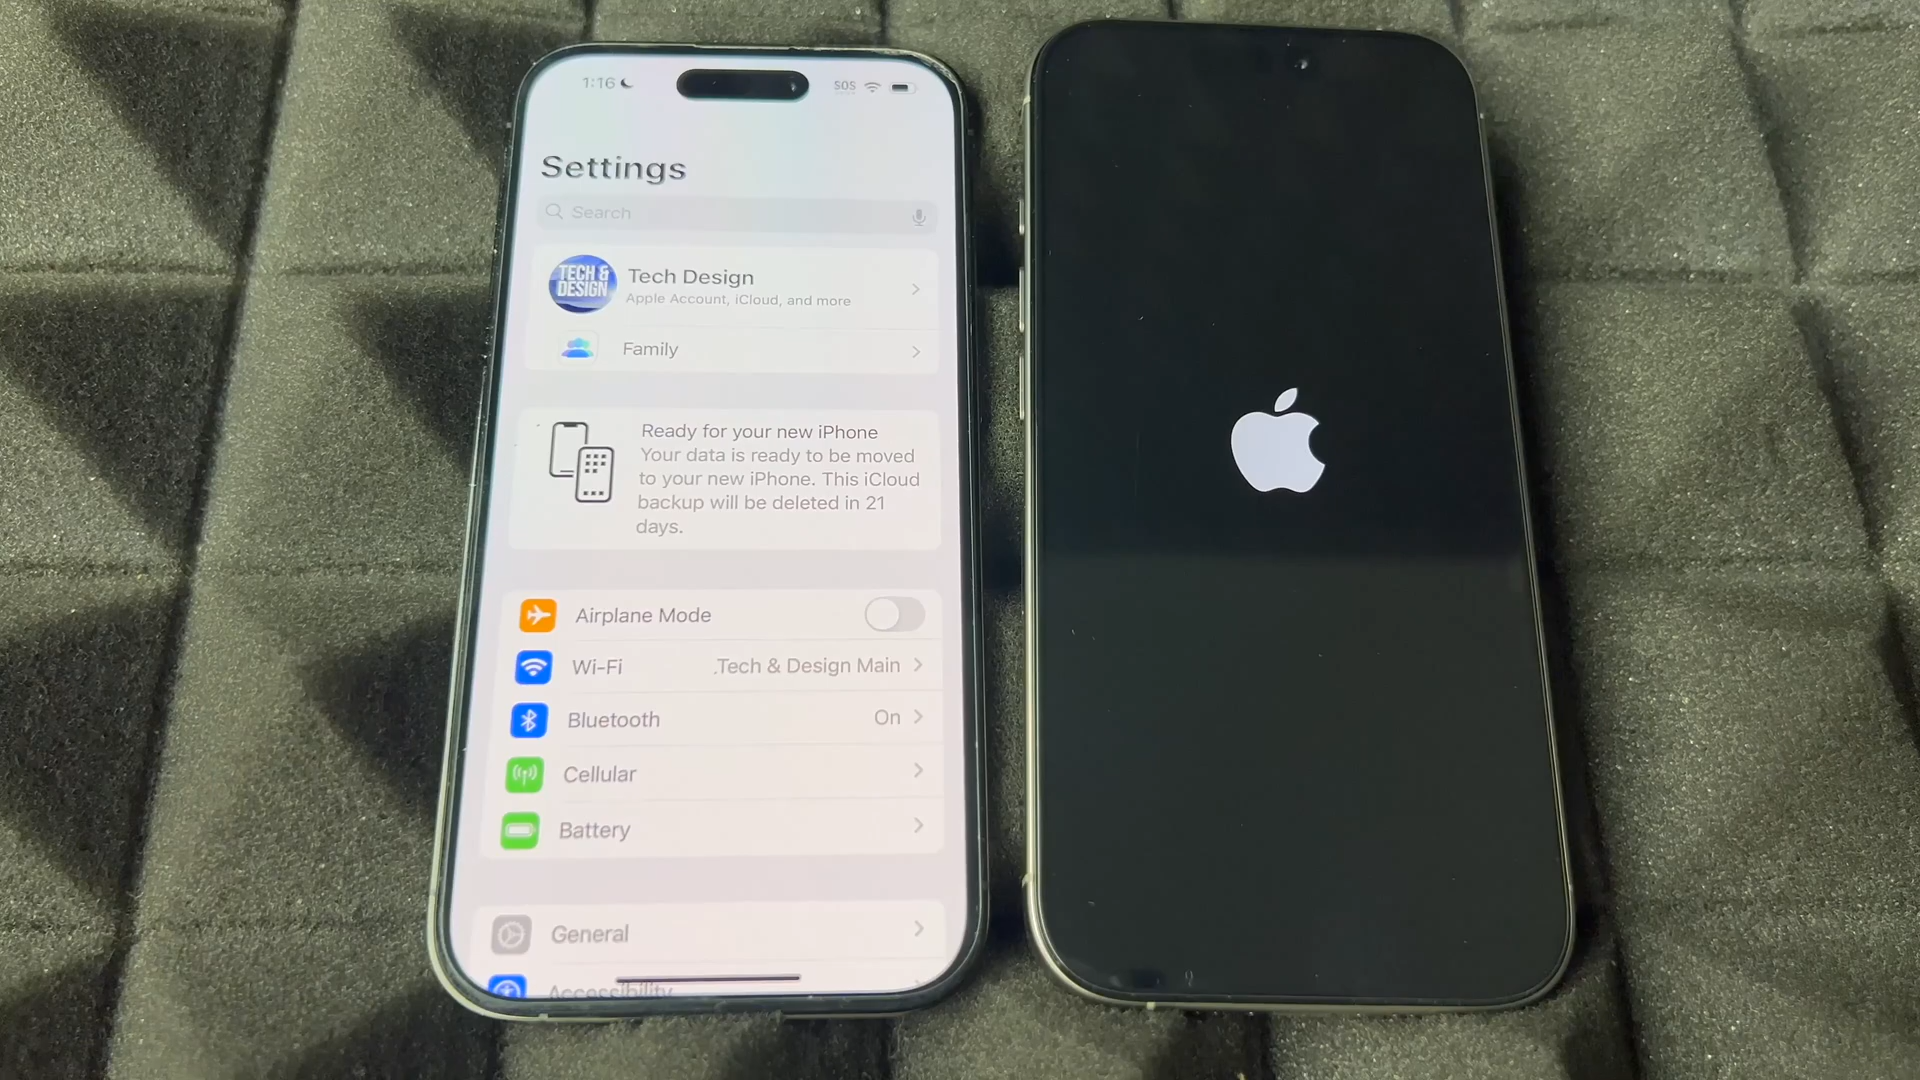 1:16
SOS
Settings
Search
TECH &
DESIGN
Tech Design
Apple Account, iCloud, and more
Family
Ready for your new iPhone
Your data is ready to be moved
to your new iPhone. This iCloud
backup will be deleted in 21
days.
Airplane Mode
Wi-Fi .Tech & Design Main
Bluetooth On
Cellular
Battery
General
Accessibility